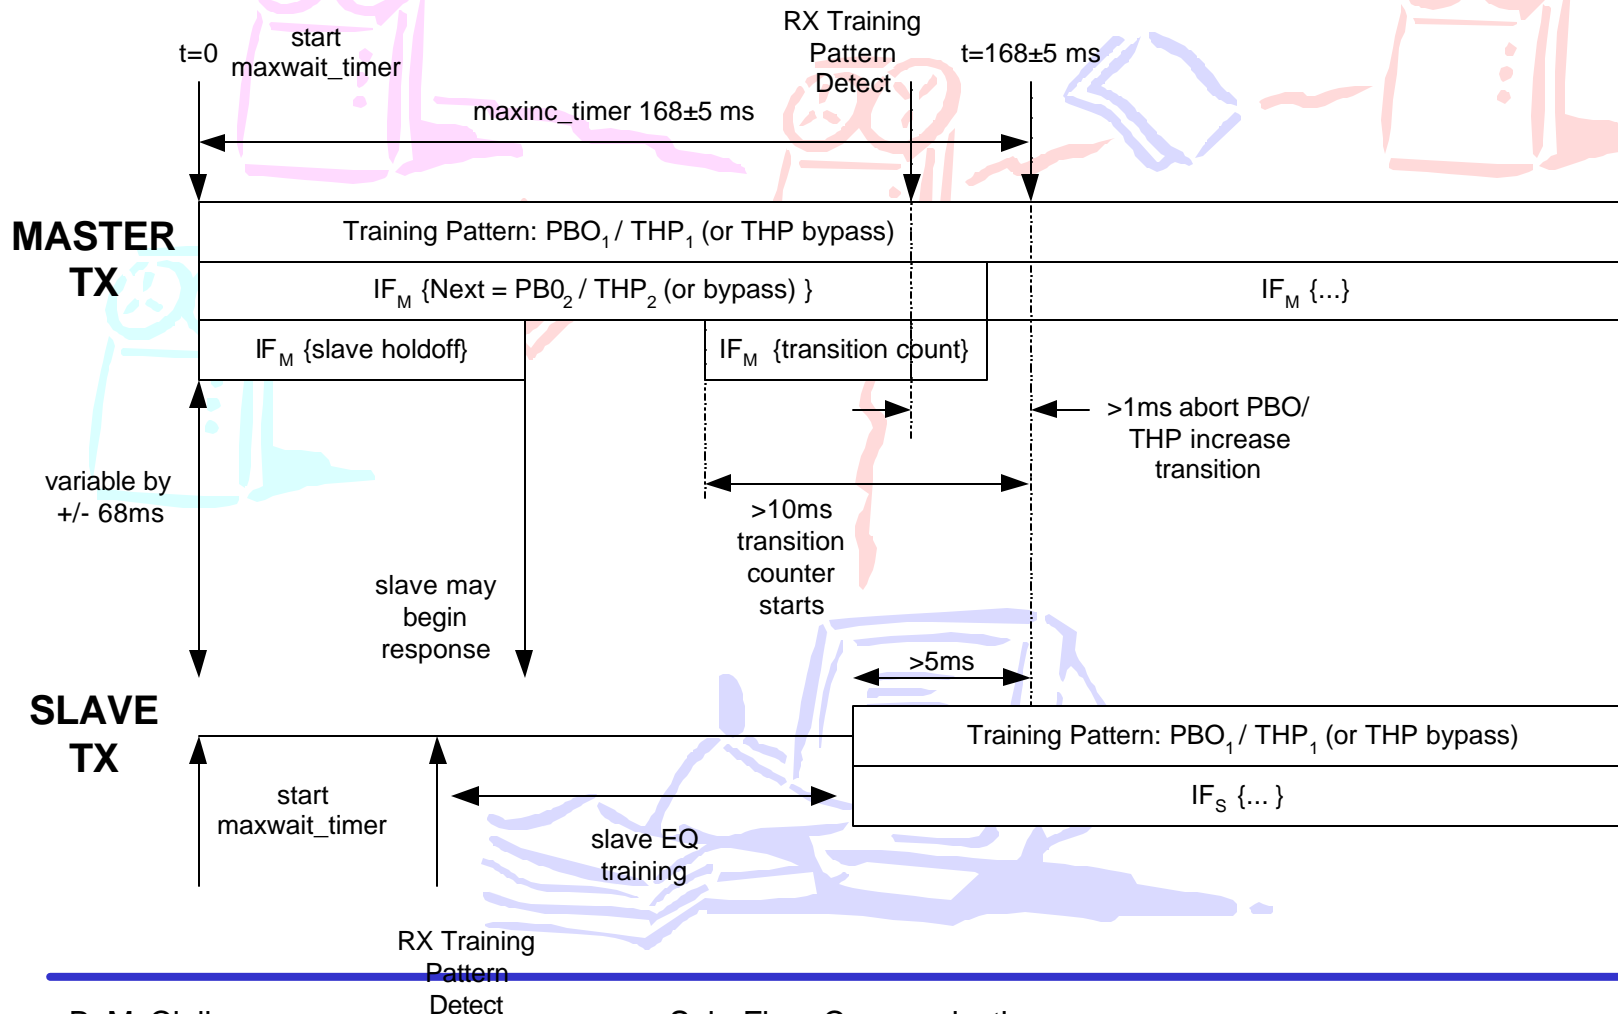 RX Training
Pattern
Detect
start
maxwait_timer
t=0
t=168±5 ms
maxinc_timer 168±5 ms
MASTER
TX
Training Pattern: PBO1 / THP1 (or THP bypass)
IFM {Next = PB02 / THP2 (or bypass) }
IFM {...}
IFM {slave holdoff}
IFM {transition count}
>1ms abort PBO/
THP increase
transition
variable by
+/- 68ms
>10ms
transition
counter
starts
slave may
begin
response
>5ms
SLAVE
TX
Training Pattern: PBO1 / THP1 (or THP bypass)
IFS {... }
start
maxwait_timer
slave EQ
training
RX Training
Pattern
Detect